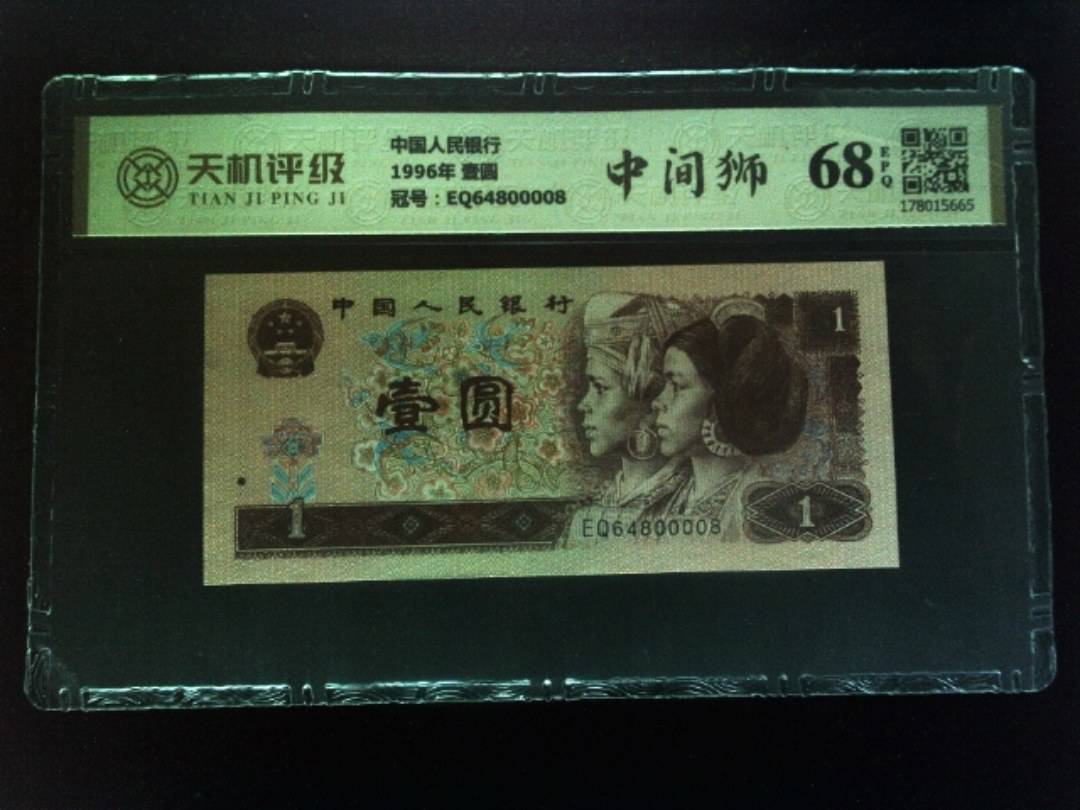 天机评级
TIAN JI PING JI
中国人民银行
1996年 壹圆
冠号：EQ64800008
中间狮
68
EPQ
178015665
中国人民银行
壹圆
1
1
EQ64800008
1